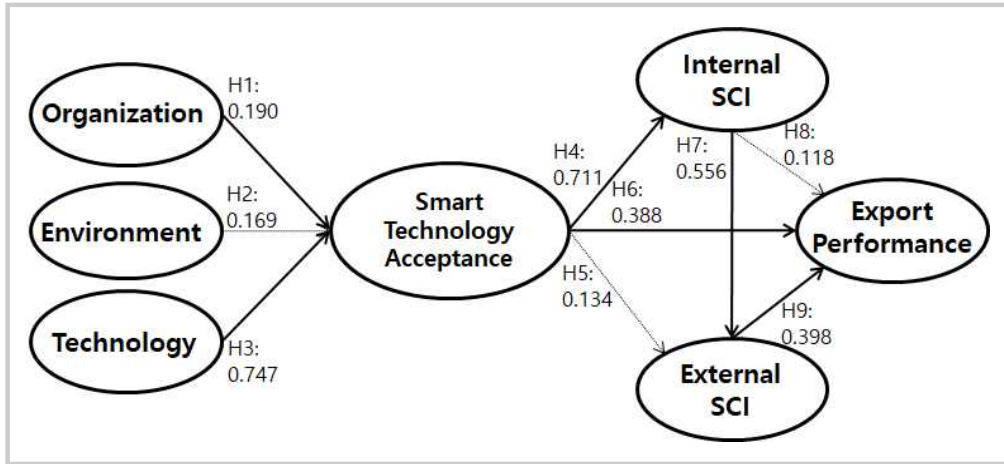 H1:
0.190
Organization
H2:
0.169
Environment
H3:
0.747
Technology
Smart
Technology
Acceptance
H4:
0.711
H6:
0.388
H5:
0.134
Internal
SCI
H7:
0.556
H8:
0.118
Export
Performance
H9:
0.398
External
SCI